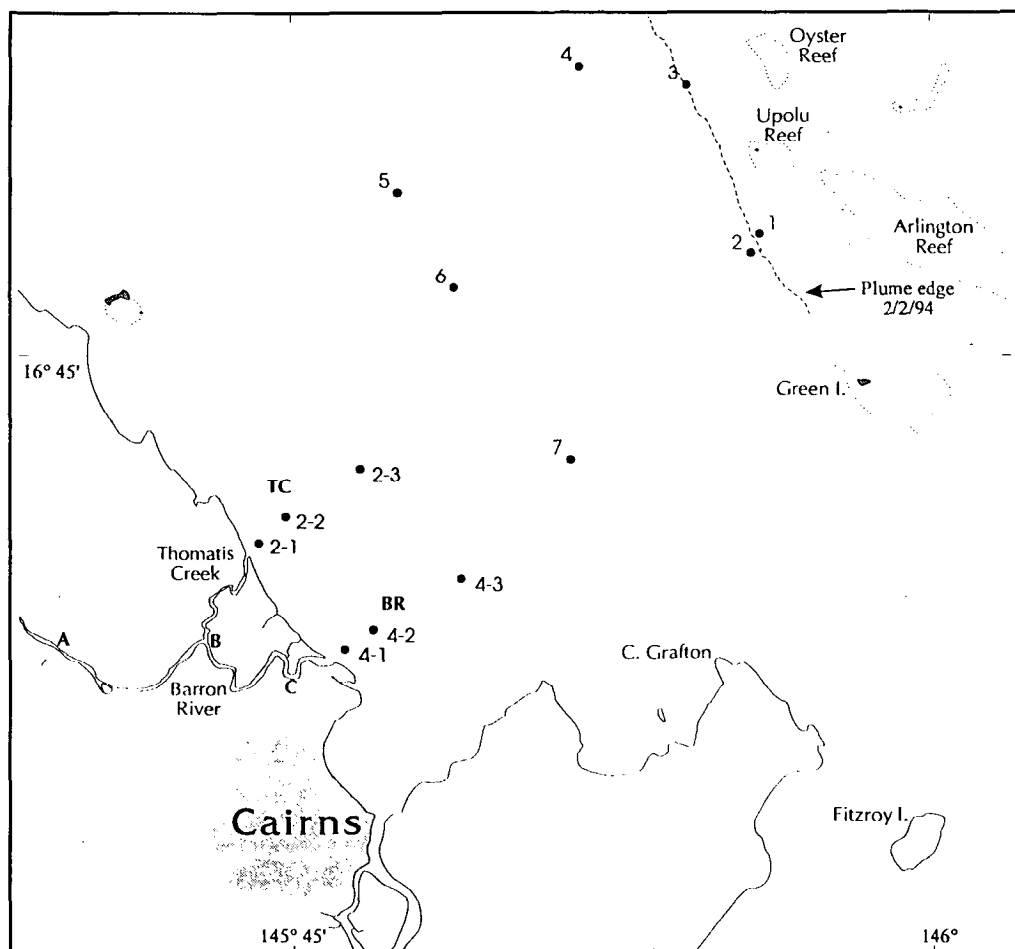 Oyster
Reef
4
3
Upolu
Reef
5
1
2
Arlington
Reef
6
Plume edge
2/2/94
16° 45'
Green I.
7
2-3
TC
2-2
2-1
Thomatis
Creek
4-3
BR
4-2
A
B
4-1
C. Grafton
C
Barron
River
Cairns
Fitzroy I.
145° 45'
146°